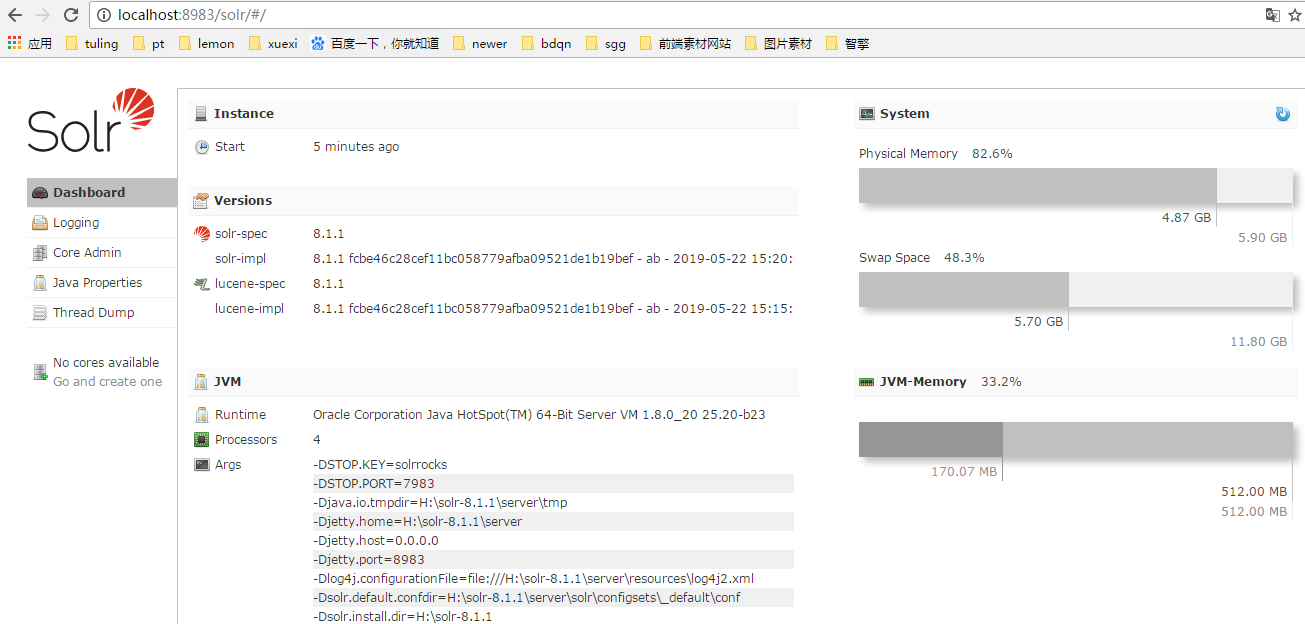 localhost:8983/solr/#/
应用 tuling pt lemon xuexi 百度一下，你就知道 newer bdqn sgg 前端素材网站 图片素材 智擎
Solr
Dashboard
Logging
Core Admin
Java Properties
Thread Dump
No cores available
Go and create one
Instance
Start 5 minutes ago
Versions
solr-spec 8.1.1
solr-impl 8.1.1 fcbe46c28cef11bc058779afba09521de1b19bef - ab - 2019-05-22 15:20:
lucene-spec 8.1.1
lucene-impl 8.1.1 fcbe46c28cef11bc058779afba09521de1b19bef - ab - 2019-05-22 15:15:
JVM
Runtime Oracle Corporation Java HotSpot(TM) 64-Bit Server VM 1.8.0_20 25.20-b23
Processors 4
Args -DSTOP.KEY=solrrocks
-DSTOP.PORT=7983
-Djava.io.tmpdir=H:\solr-8.1.1\server\tmp
-Djetty.home=H:\solr-8.1.1\server
-Djetty.host=0.0.0.0
-Djetty.port=8983
-Dlog4j.configurationFile=file:///H:\solr-8.1.1\server\resources\log4j2.xml
-Dsolr.default.confdir=H:\solr-8.1.1\server\solr\configsets\_default\conf
-Dsolr.install.dir=H:\solr-8.1.1
System
Physical Memory 82.6%
4.87 GB
5.90 GB
Swap Space 48.3%
5.70 GB
11.80 GB
JVM-Memory 33.2%
170.07 MB
512.00 MB
512.00 MB